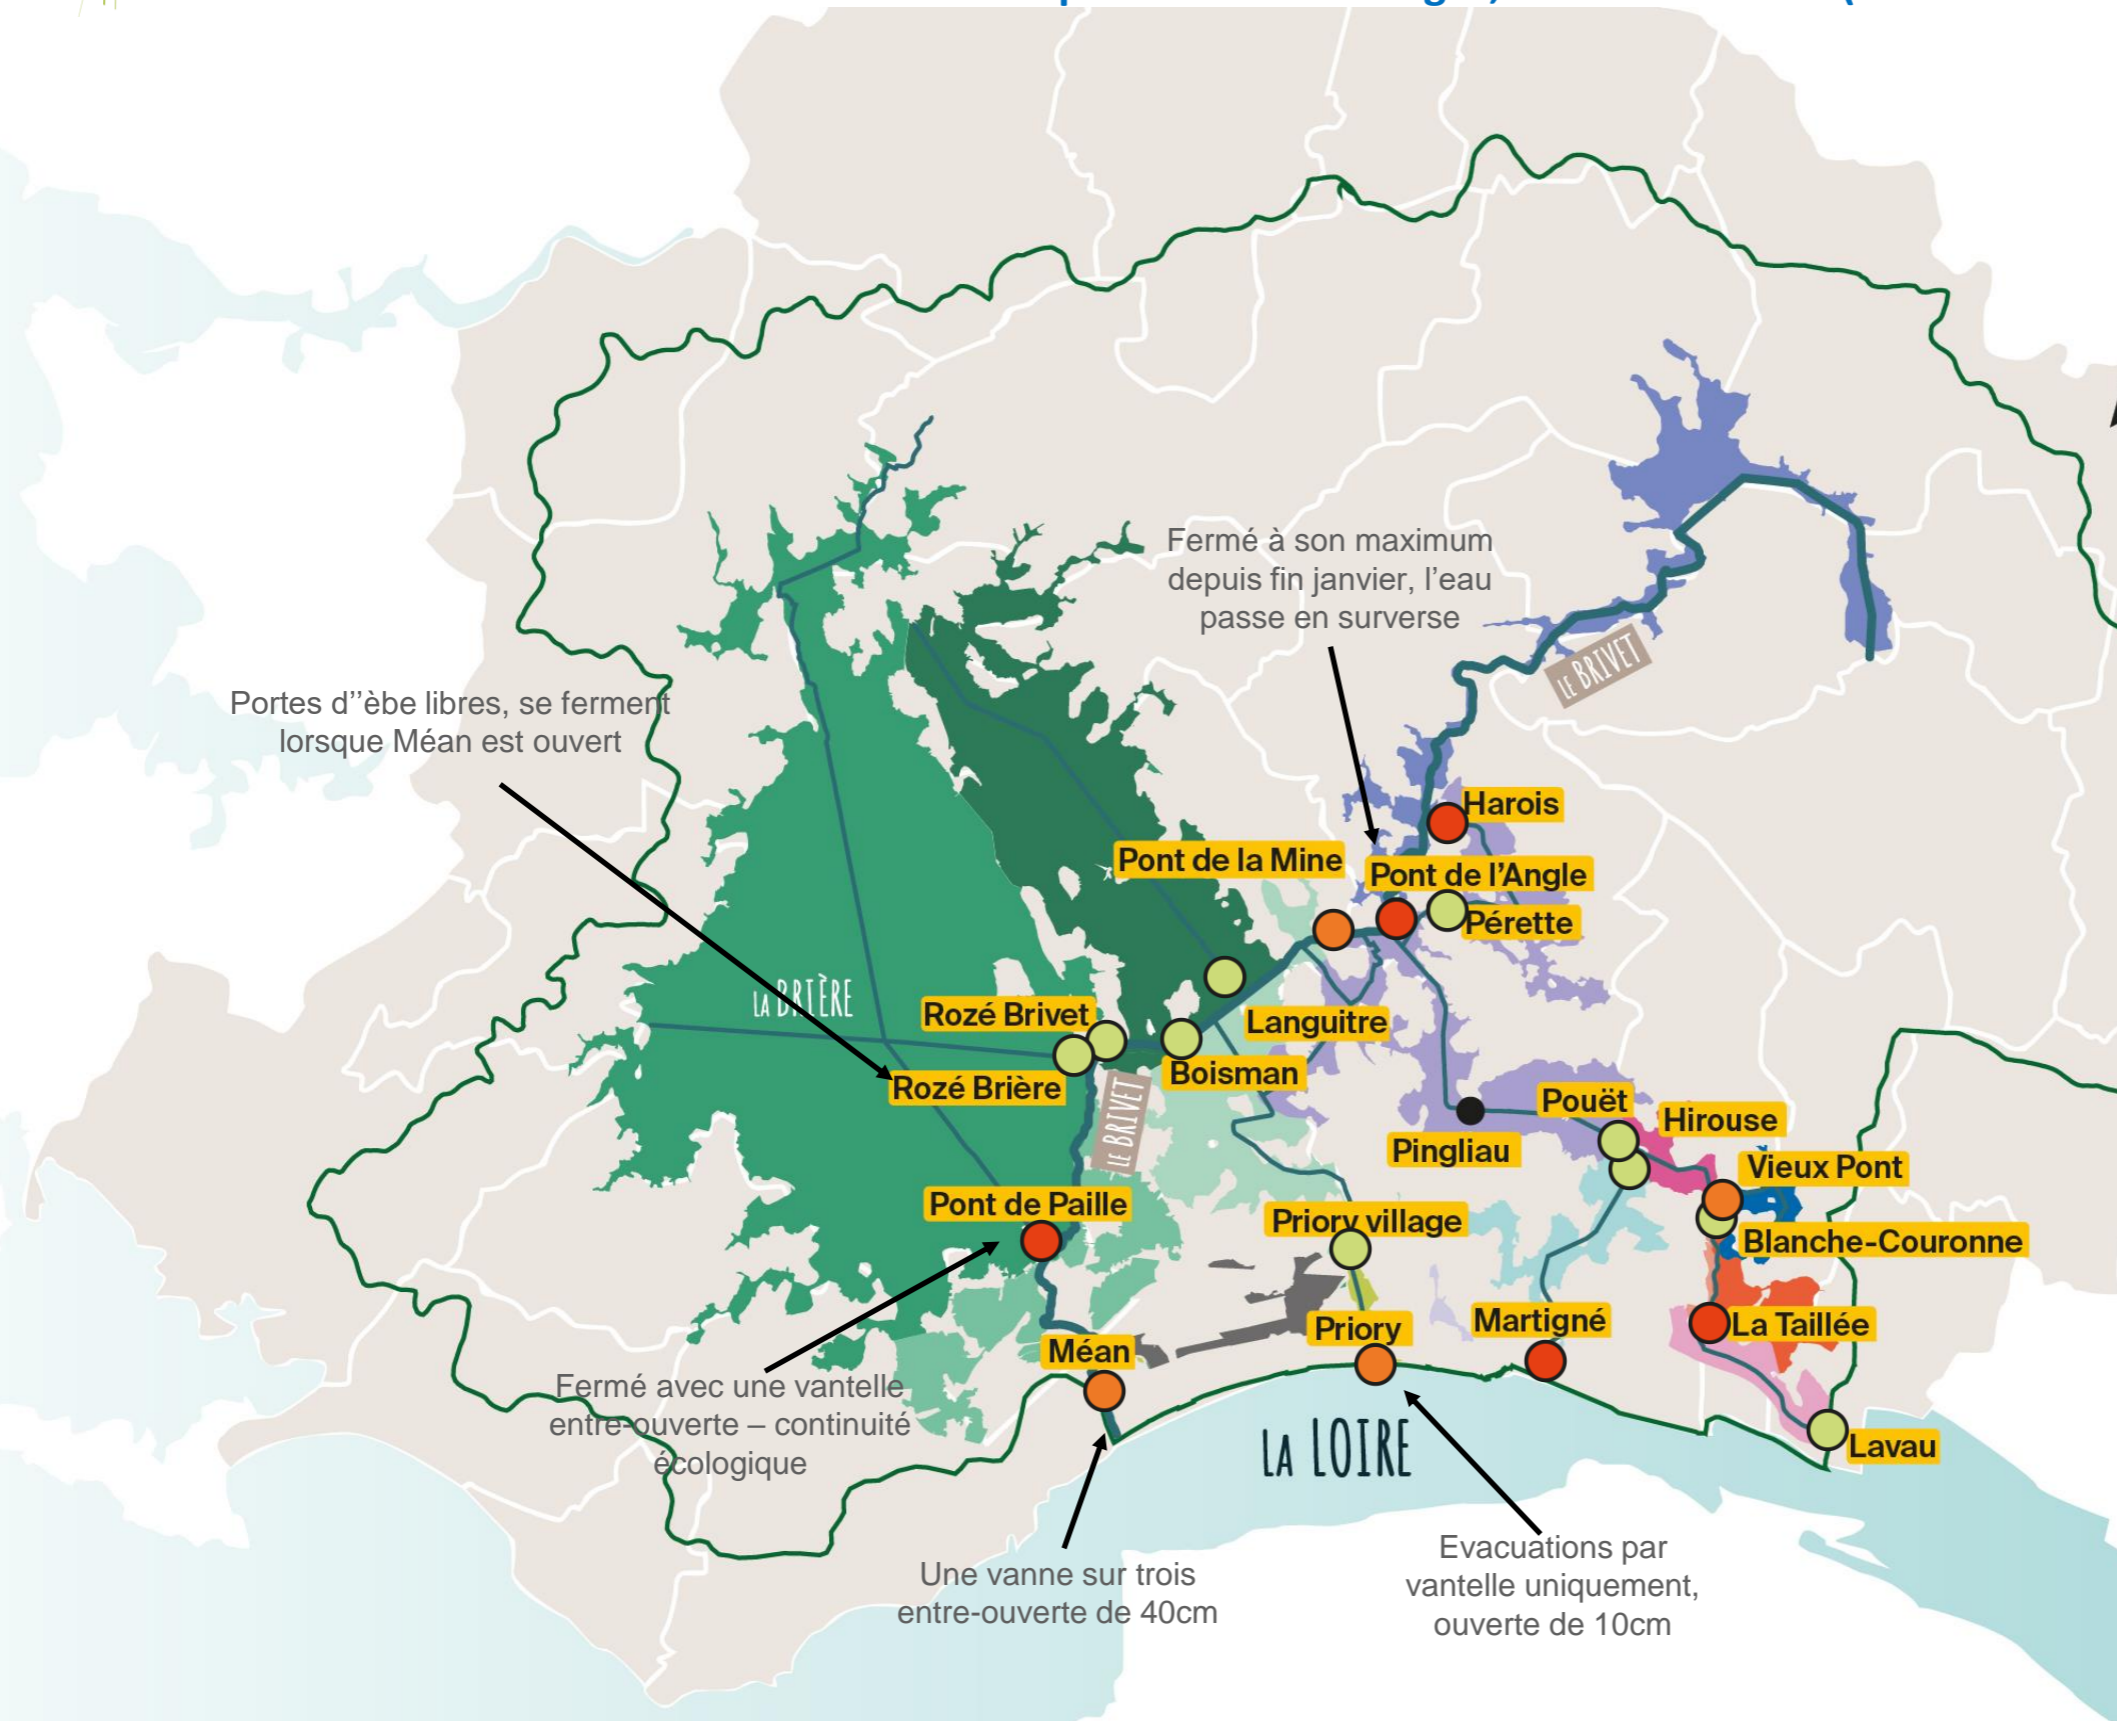 Fermé à son maximum
depuis fin janvier, l'eau
passe en surverse
LE BRIVET
Portes d''èbe libres, se ferment
lorsque Méan est ouvert
Harois
Pont de la Mine
Pont de l'Angle
Pérette
LA BRIÈRE
Rozé Brivet
Languitre
Boisman
Rozé Brière
LE BRIVET
Pouët
Hirouse
Pingliau
Vieux Pont
Pont de Paille
Priory village
Blanche-Couronne
Priory
Martigné
La Taillée
Méan
Fermé avec une vantelle
entre-ouverte – continuité
écologique
LA LOIRE
Lavau
Une vanne sur trois
entre-ouverte de 40cm
Evacuations par
vantelle uniquement,
ouverte de 10cm